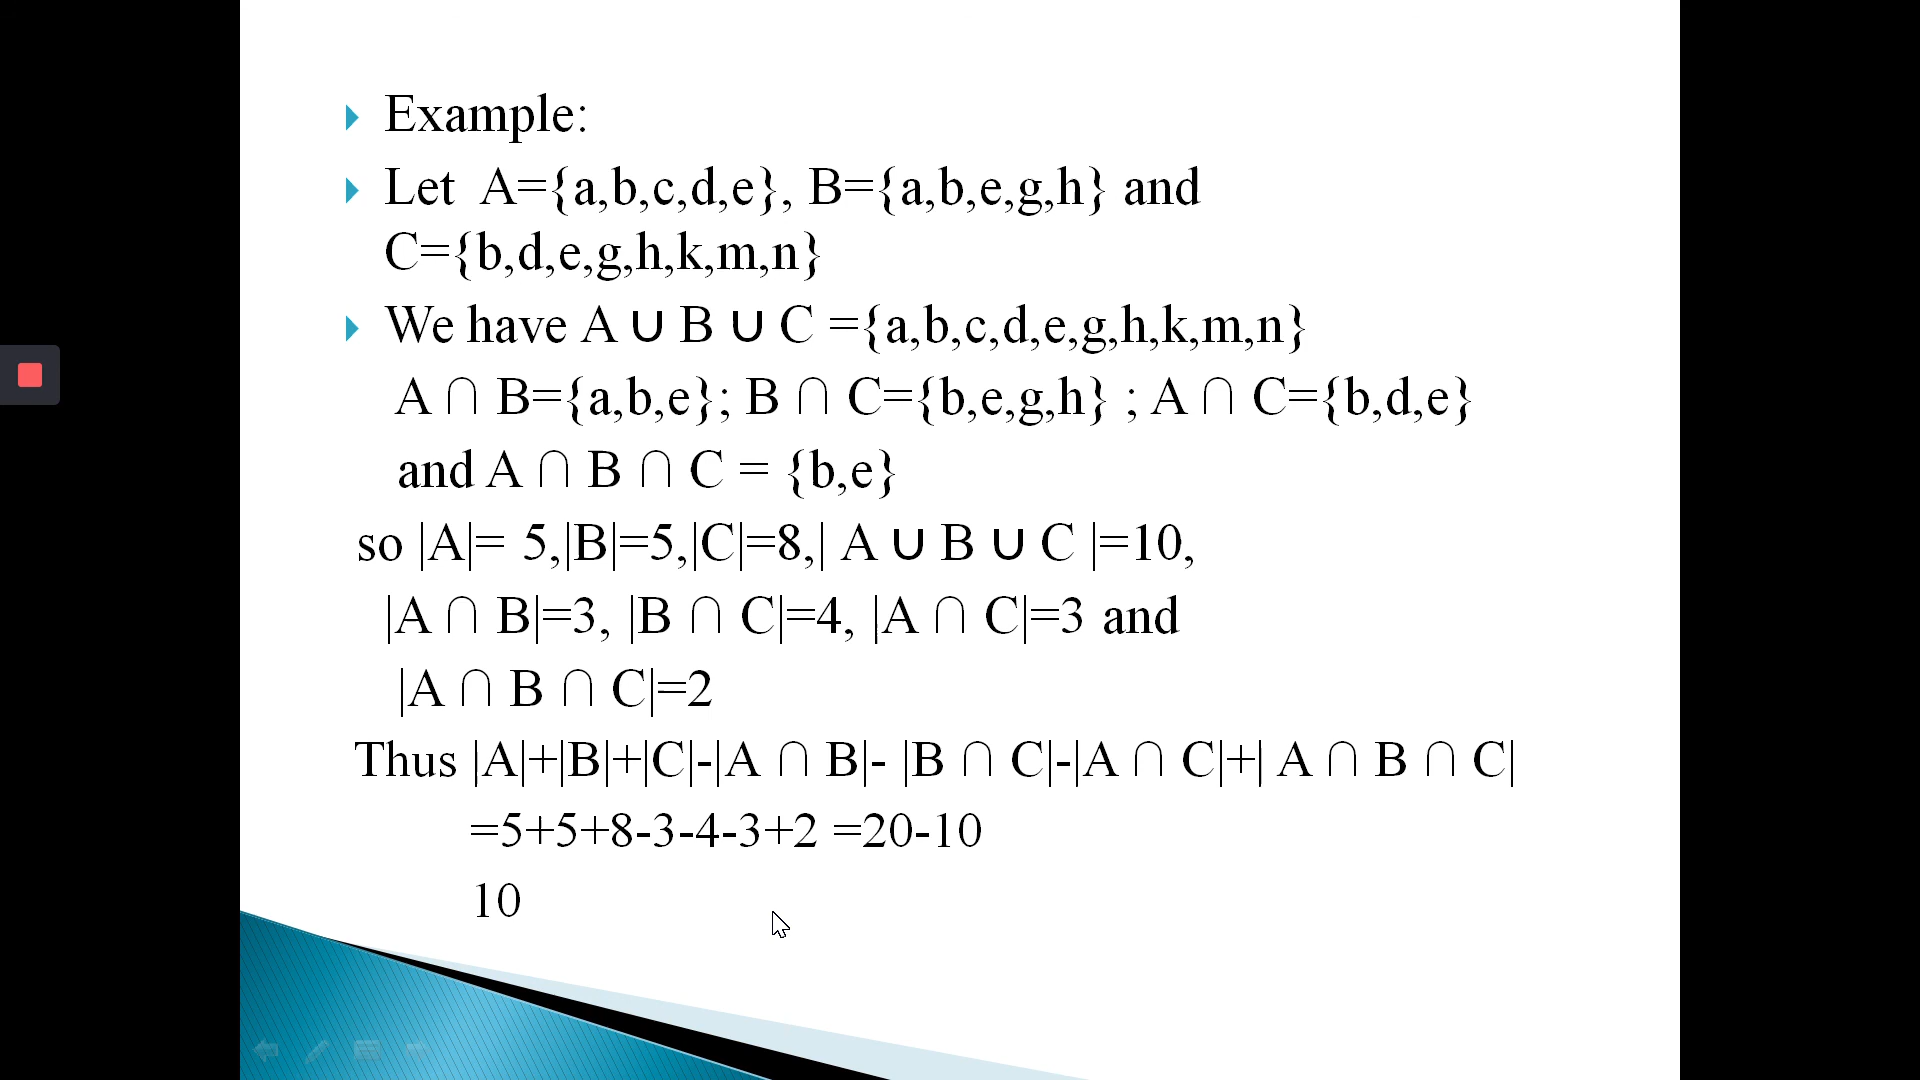 Example:
Let A={a,b,c,d,e}, B={a,b,e,g,h} and
C={b,d,e,g,h,k,m,n}
We have A ∪ B ∪ C ={a,b,c,d,e,g,h,k,m,n}
A ∩ B={a,b,e}; B ∩ C={b,e,g,h} ; A ∩ C={b,d,e}
and A ∩ B ∩ C = {b,e}
so |A|= 5,|B|=5,|C|=8,| A ∪ B ∪ C |=10,
|A ∩ B|=3, |B ∩ C|=4, |A ∩ C|=3 and
|A ∩ B ∩ C|=2
Thus |A|+|B|+|C|-|A ∩ B|- |B ∩ C|-|A ∩ C|+| A ∩ B ∩ C|
=5+5+8-3-4-3+2 =20-10
10